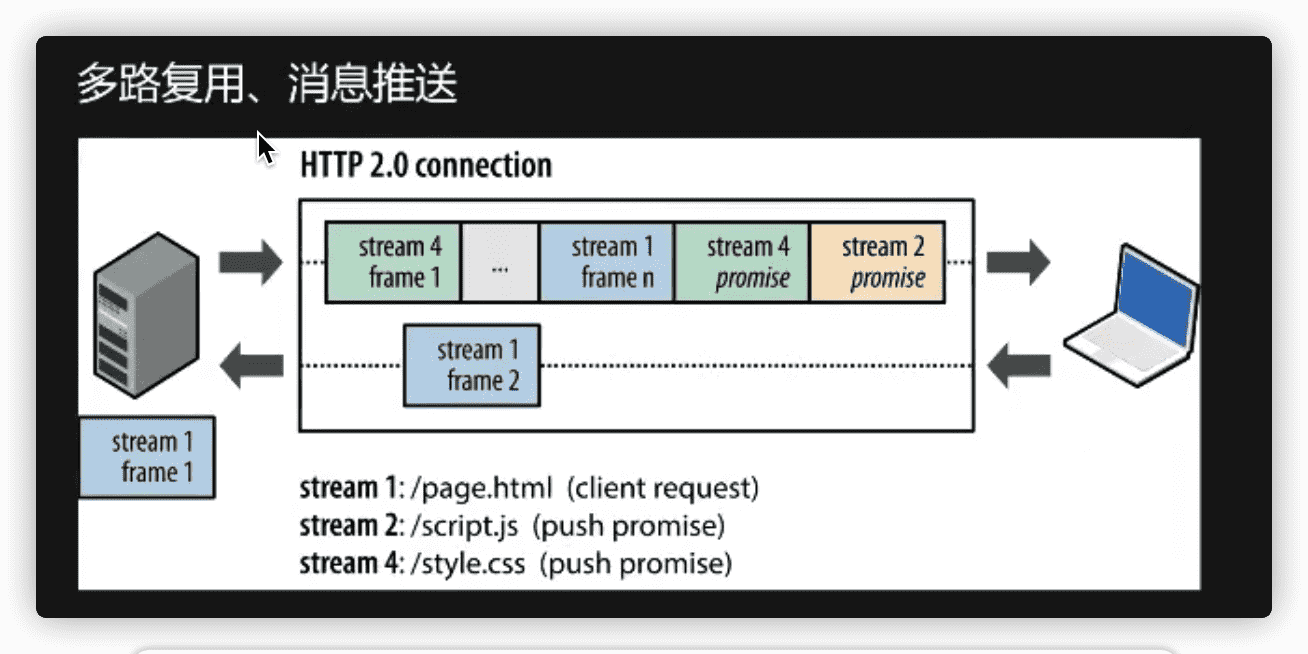 多路复用、消息推送
HTTP 2.0 connection
stream 4
frame 1
...
stream 1
frame n
stream 4
promise
stream 2
promise
stream 1
frame 2
stream 1
frame 1
stream 1: /page.html (client request)
stream 2: /script.js (push promise)
stream 4: /style.css (push promise)